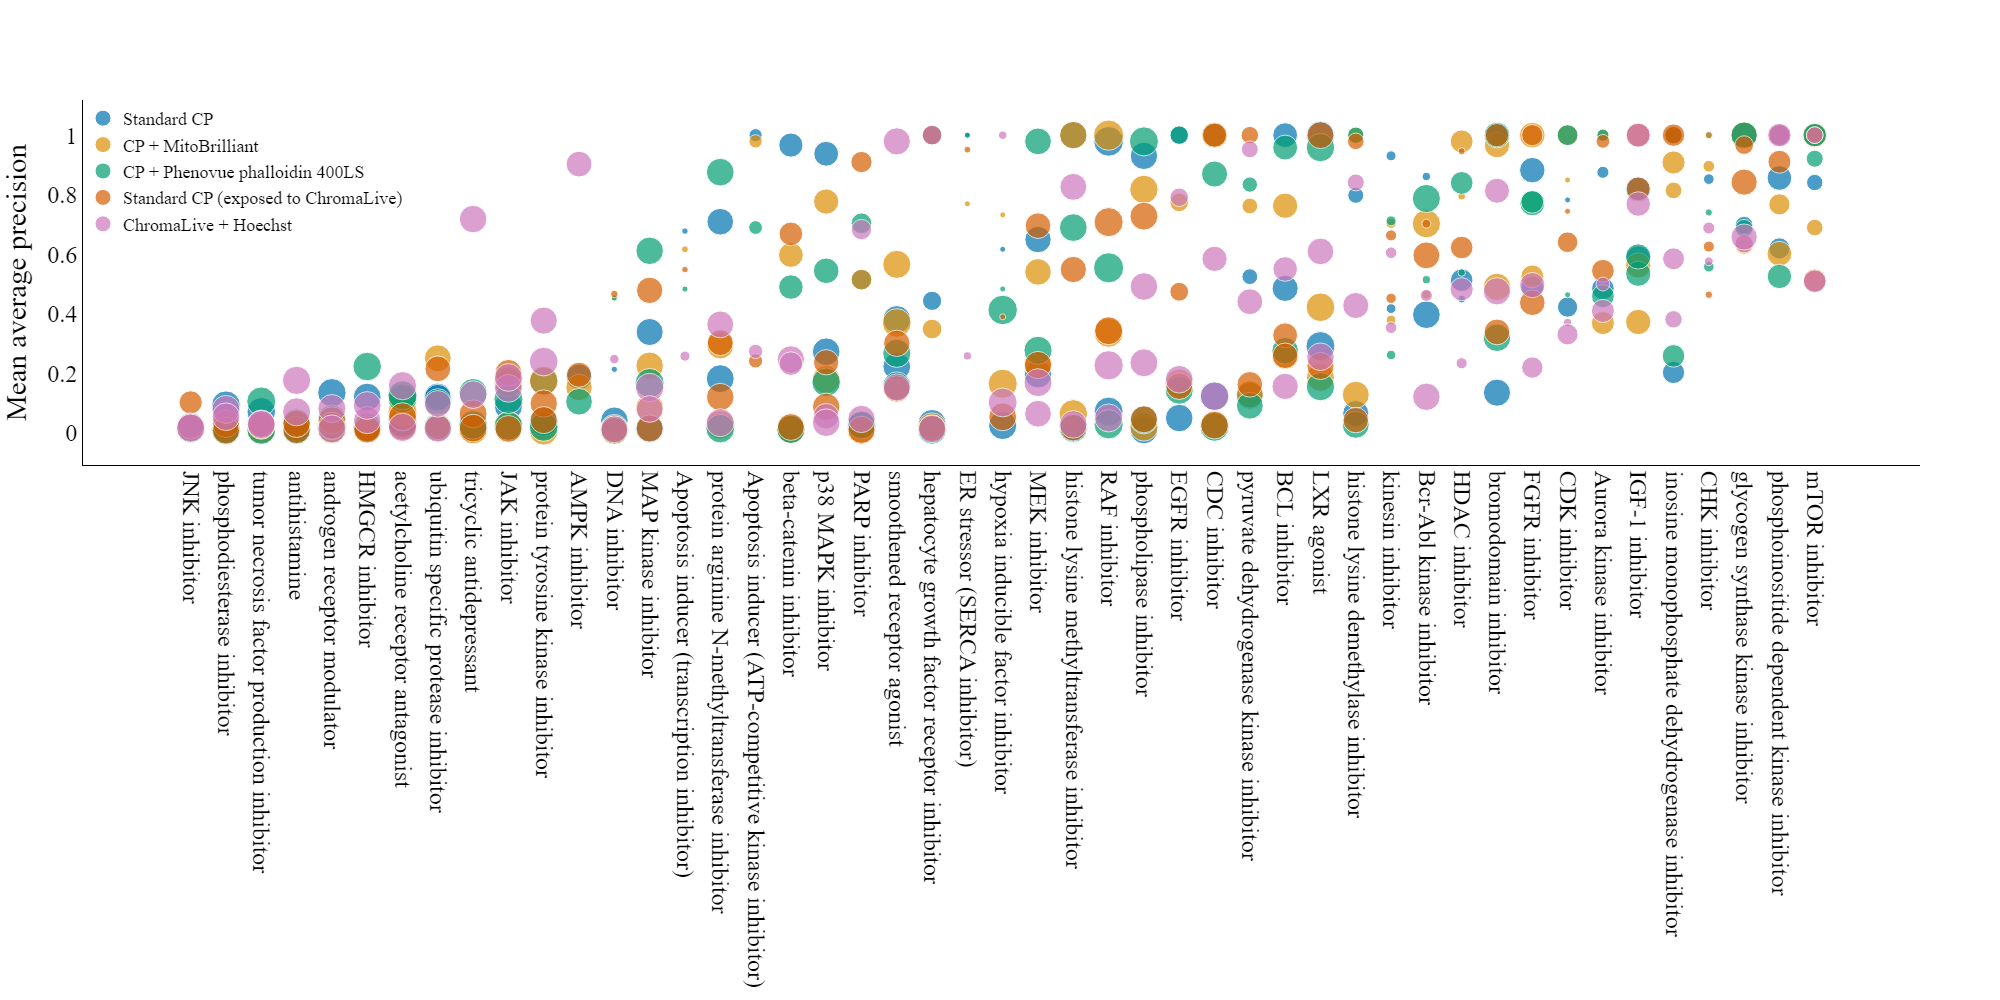 Standard CP
CP + MitoBrilliant
CP + Phenovue phalloidin 400LS
Standard CP (exposed to ChromaLive)
ChromaLive + Hoechst
Mean average precision
1
0.8
0.6
0.4
0.2
0
JNK inhibitor
phosphodiesterase inhibitor
tumor necrosis factor production inhibitor
antihistamine
androgen receptor modulator
HMGCR inhibitor
acetylcholine receptor antagonist
ubiquitin specific protease inhibitor
tricyclic antidepressant
JAK inhibitor
protein tyrosine kinase inhibitor
AMPK inhibitor
DNA inhibitor
MAP kinase inhibitor
Apoptosis inducer (transcription inhibitor)
protein arginine N-methyltransferase inhibitor
Apoptosis inducer (ATP-competitive kinase inhibitor)
beta-catenin inhibitor
p38 MAPK inhibitor
PARP inhibitor
smoothened receptor agonist
hepatocyte growth factor receptor inhibitor
ER stressor (SERCA inhibitor)
hypoxia inducible factor inhibitor
MEK inhibitor
histone lysine methyltransferase inhibitor
RAF inhibitor
phospholipase inhibitor
EGFR inhibitor
CDC inhibitor
pyruvate dehydrogenase kinase inhibitor
BCL inhibitor
LXR agonist
histone lysine demethylase inhibitor
kinesin inhibitor
Bcr-Abl kinase inhibitor
HDAC inhibitor
bromodomain inhibitor
FGFR inhibitor
CDK inhibitor
Aurora kinase inhibitor
IGF-1 inhibitor
inosine monophosphate dehydrogenase inhibitor
CHK inhibitor
glycogen synthase kinase inhibitor
phosphoinositide dependent kinase inhibitor
mTOR inhibitor